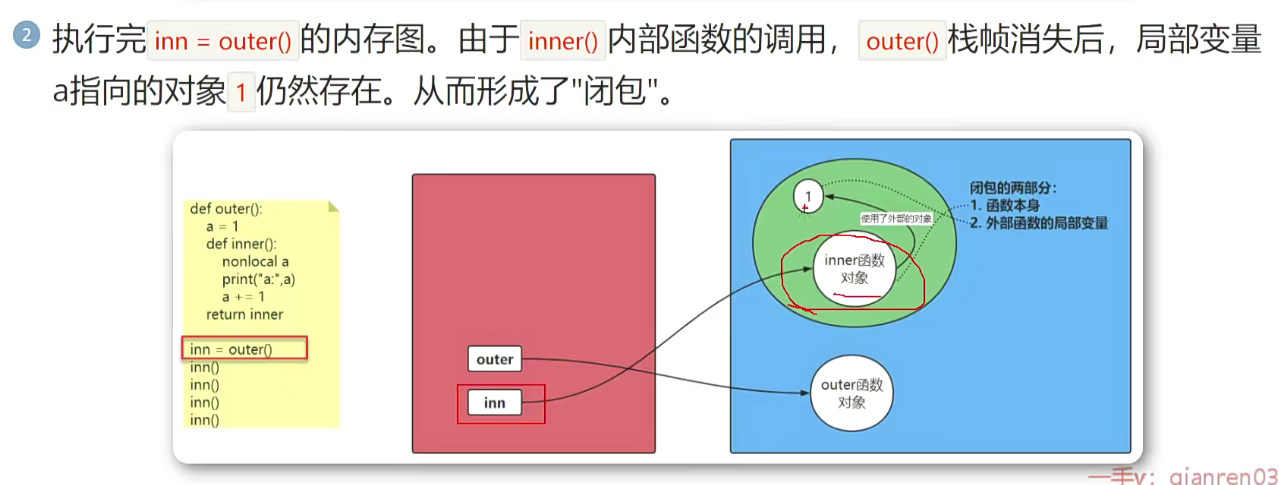 2 执行完 inn = outer() 的内存图。由于 inner() 内部函数的调用， outer() 栈帧消失后，局部变量
a指向的对象 1 仍然存在。从而形成了"闭包"。
def outer():
a = 1
def inner():
nonlocal a
print("a:",a)
a += 1
return inner
inn = outer()
inn()
inn()
inn()
inn()
outer
inn
1
使用了外部的对象
inner函数
对象
outer函数
对象
闭包的两部分：
1. 函数本身
2. 外部函数的局部变量
一手v：qianren03